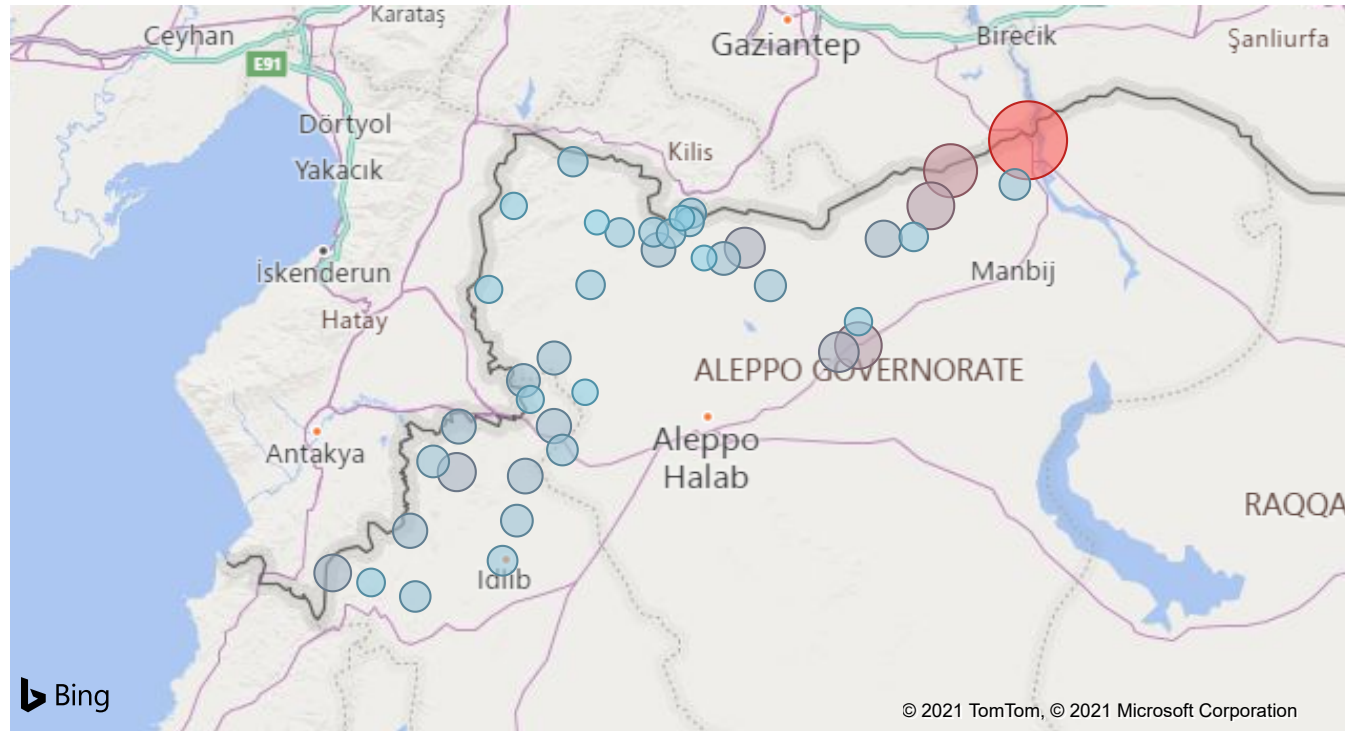 Karataş
Ceyhan
Gaziantep
Birecik
Şanliurfa
E91
Dörtyol
Kilis
Yakacık
İskenderun
Manbij
Hatay
ALEPPO GOVERNORATE
Antakya
Aleppo
Halab
RAQQA
Idlib
Bing
© 2021 TomTom, © 2021 Microsoft Corporation